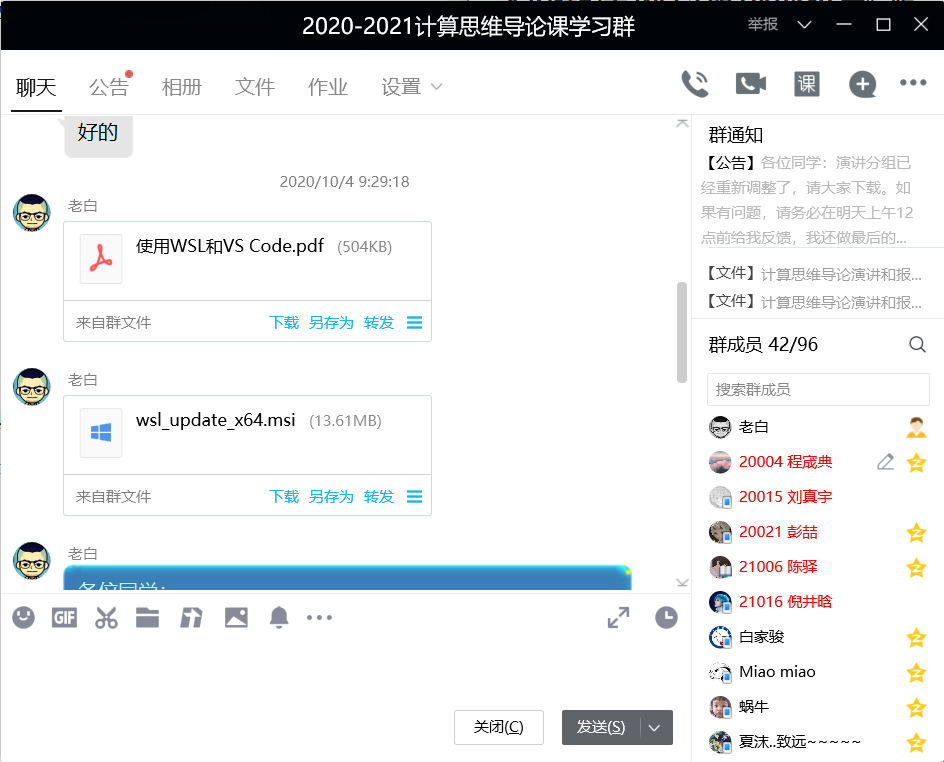 2020-2021计算思维导论课学习群
举报
聊天 公告 相册 文件 作业 设置
课
好的
2020/10/4 9:29:18
老白
使用WSL和VS Code.pdf (504KB)
来自群文件 下载 另存为 转发
老白
wsl_update_x64.msi (13.61MB)
来自群文件 下载 另存为 转发
老白
各位同学:
GIF
关闭(C) 发送(S)
群通知
【公告】各位同学：演讲分组已
经重新调整了，请大家下载。如
果有问题，请务必在明天上午12
点前给我反馈，我还做最后的...
【文件】计算思维导论演讲和报...
【文件】计算思维导论演讲和报...
群成员 42/96
搜索群成员
老白
20004 程宬典
20015 刘真宇
20021 彭喆
21006 陈驿
21016 倪井晗
白家骏
Miao miao
蜗牛
夏沫..致远~~~~~